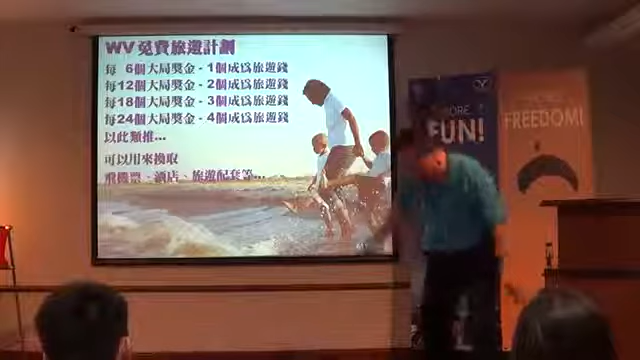 WV 免費旅遊計劃
每 6個大局獎金 - 1個成為旅遊錢
每12個大局獎金 - 2個成為旅遊錢
每18個大局獎金 - 3個成為旅遊錢
每24個大局獎金 - 4個成為旅遊錢
以此類推...
可以用來換取
飛機票、酒店、旅遊配套等...
FUN!
FREEDOM!